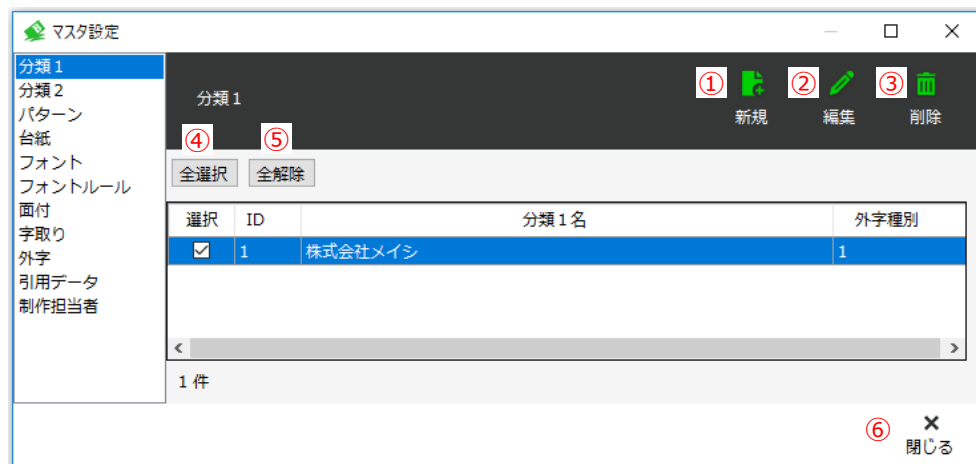 マスタ設定
分類1
分類2
パターン
台紙
フォント
フォントルール
面付
字取り
外字
引用データ
制作担当者
分類1
① 新規
② 編集
③ 削除
④ ⑤
全選択 全解除
選択 ID 分類1名 外字種別
1 株式会社メイシ 1
1 件
⑥ 閉じる